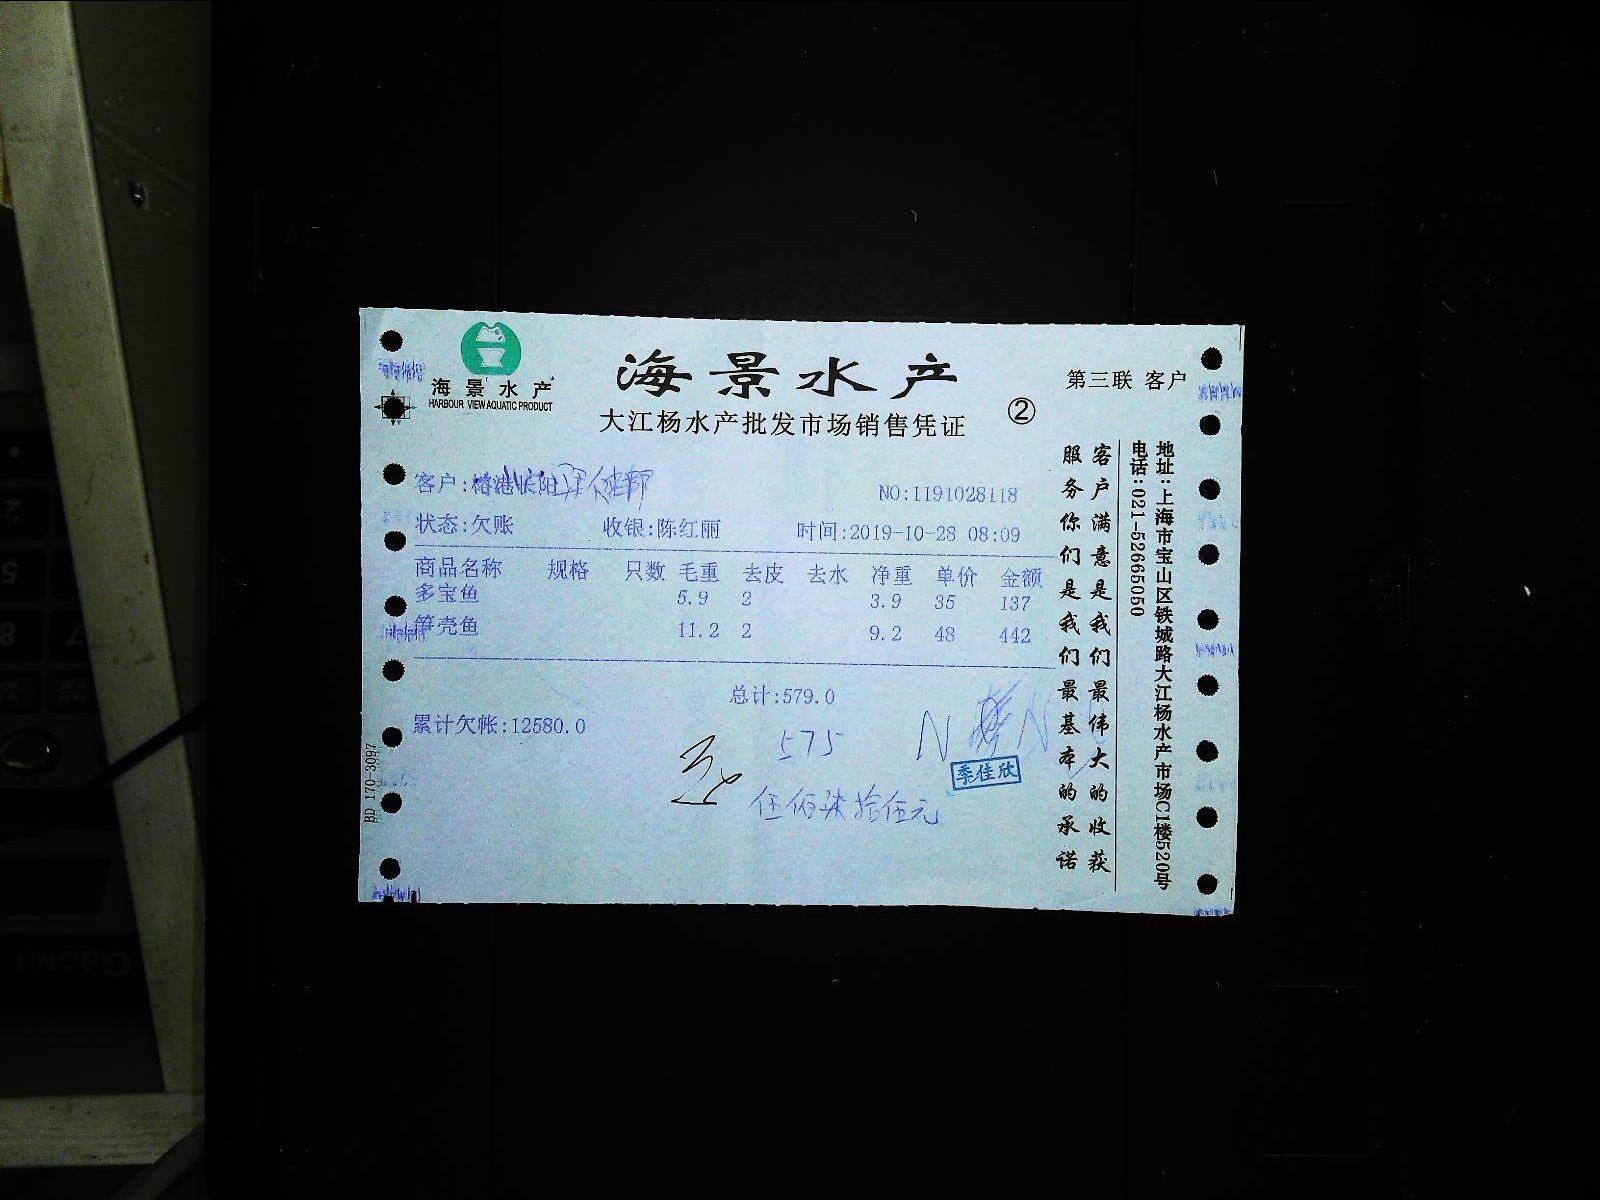 海景水产
HARBOUR VIEW AQUATIC PRODUCT
海景水产
大江杨水产批发市场销售凭证
②
第三联 客户
客户:
NO:1191028118
状态:欠账 收银:陈红丽 时间:2019-10-28 08:09
商品名称 规格 只数 毛重 去皮 去水 净重 单价 金额
多宝鱼 5.9 2 3.9 35 137
笋壳鱼 11.2 2 9.2 48 442
总计:579.0
累计欠帐:12580.0
575
伍佰柒拾伍元
季佳欣
客户满意是我们最伟大的收获
服务你们是我们最基本的承诺
地址:上海市宝山区铁城路大江杨水产市场C1楼520号
电话:021-52665050
BD 170-3097